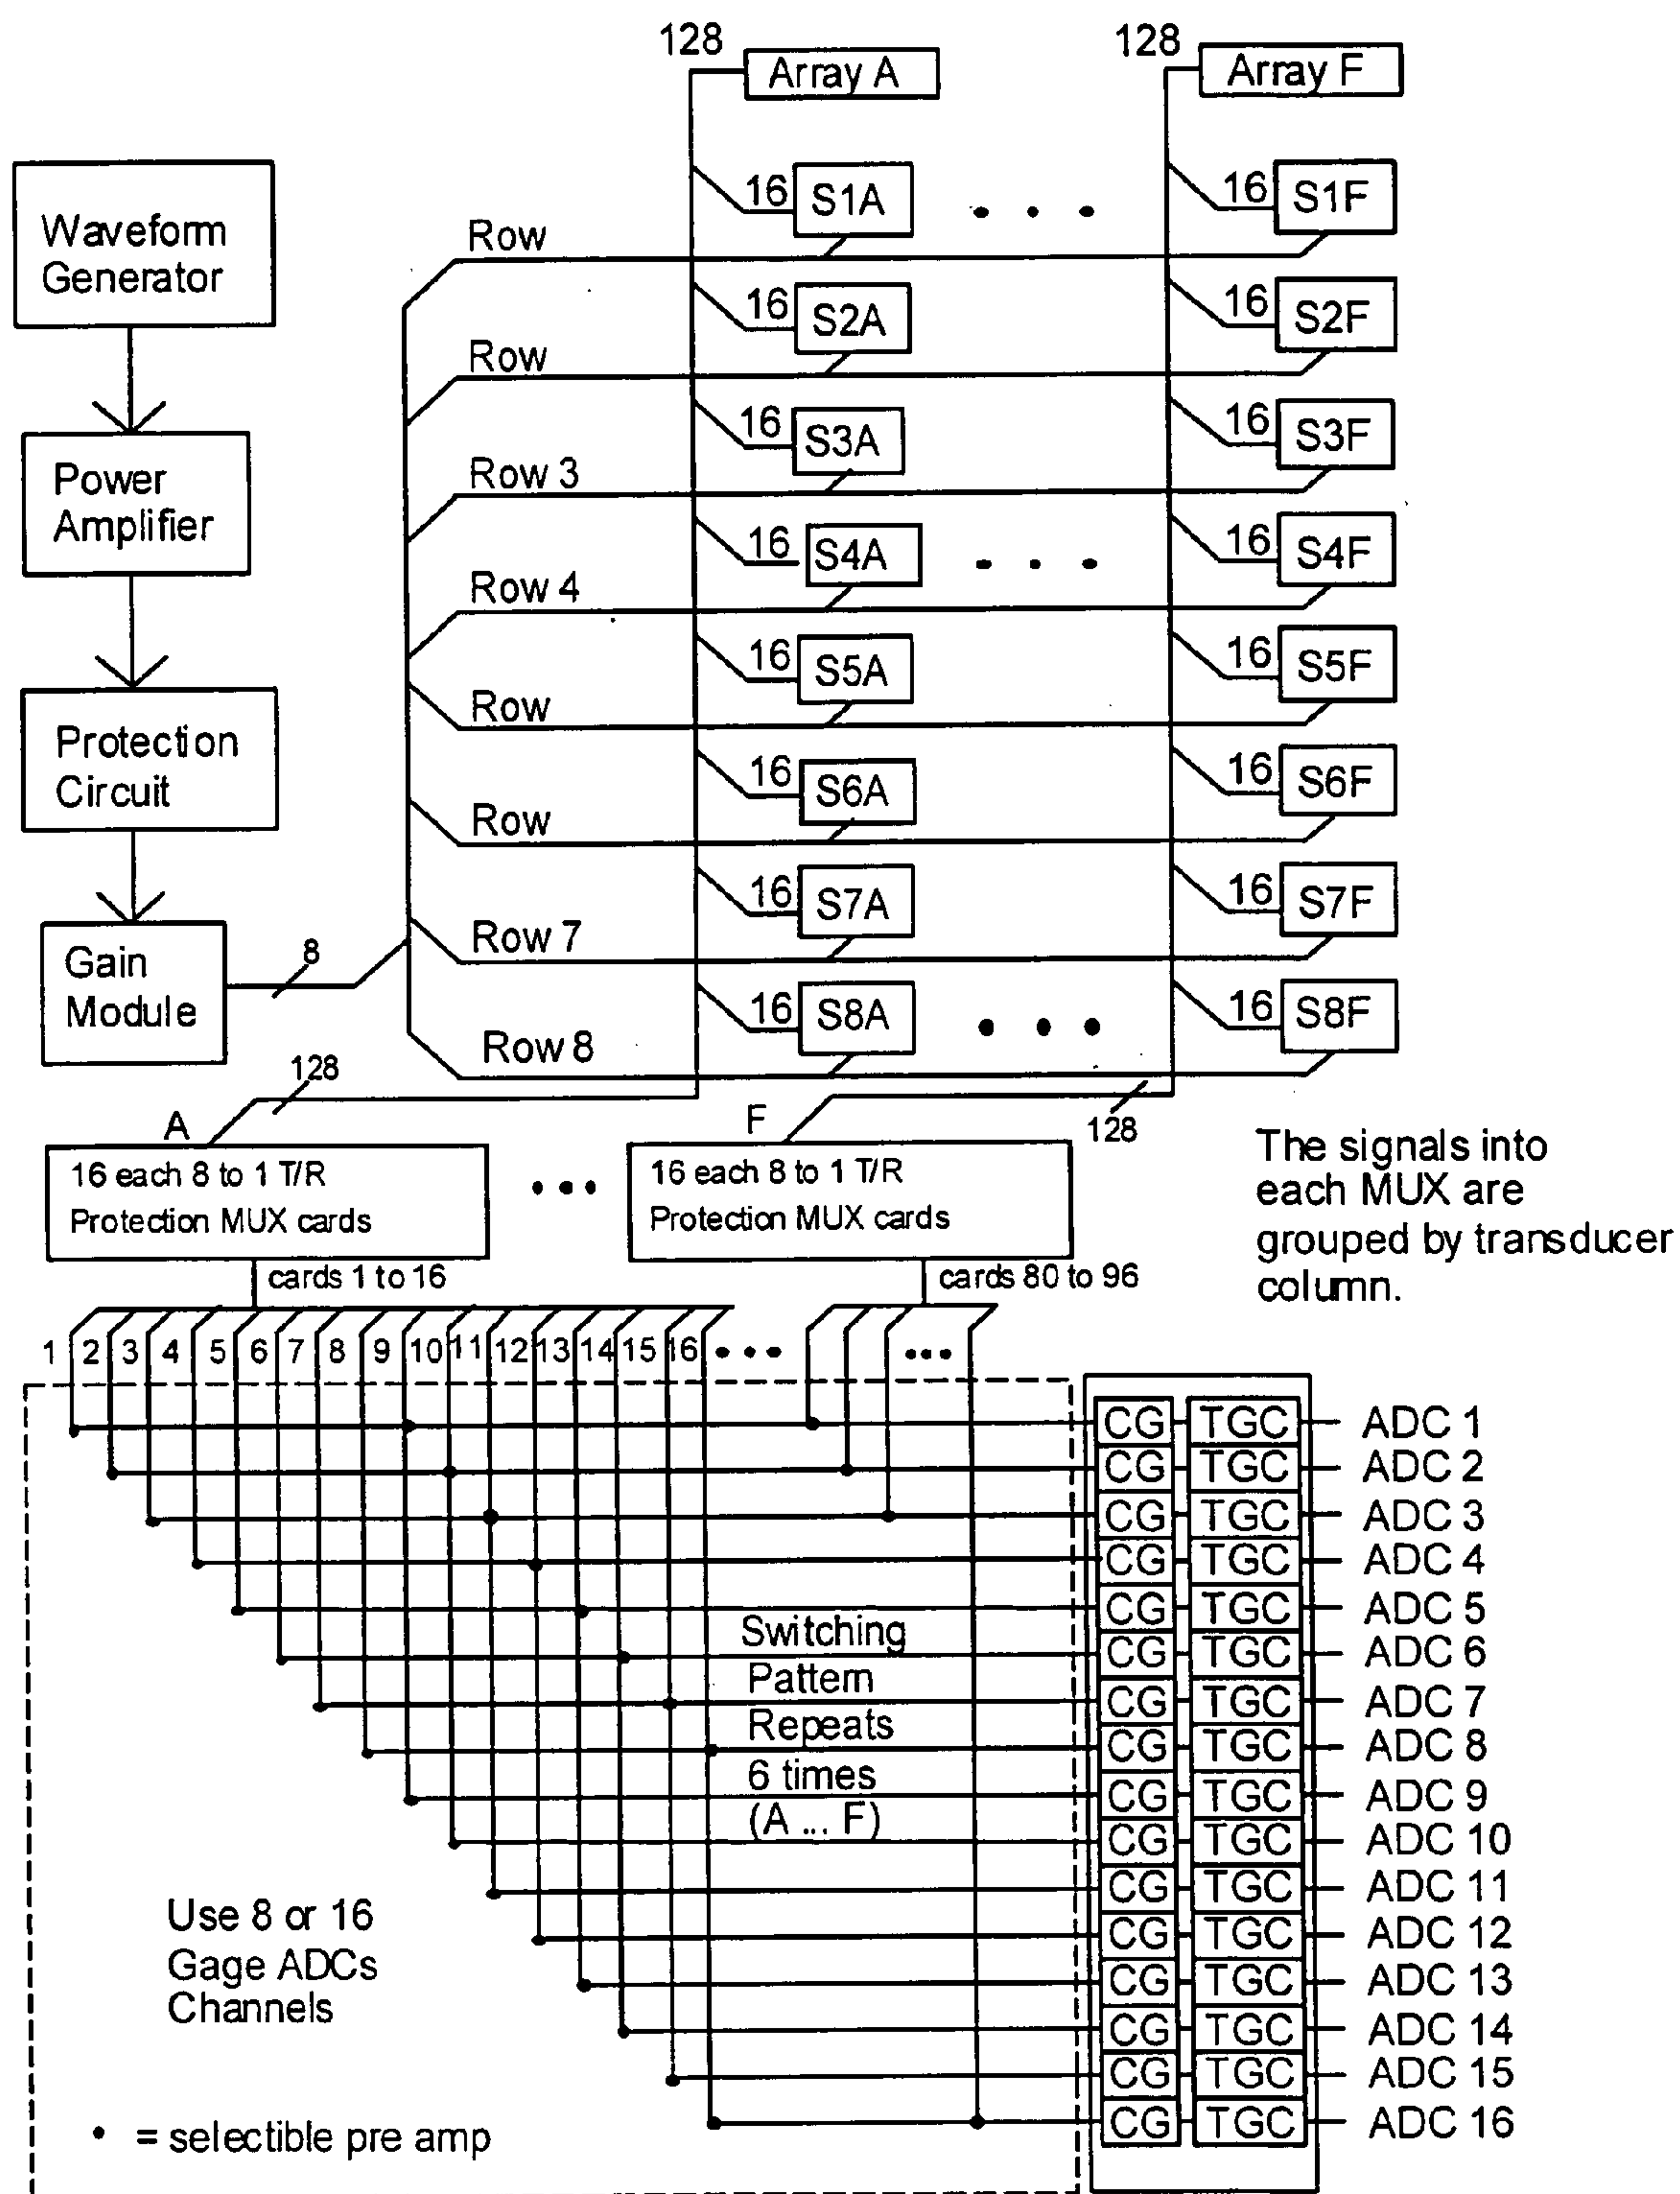 128
Array A
128
Array F
Waveform
Generator
Power
Amplifier
Protection
Circuit
Gain
Module
8
Row
Row
Row 3
Row 4
Row
Row
Row 7
Row 8
16 S1A
16 S1F
16 S2A
16 S2F
16 S3A
16 S3F
16 S4A
16 S4F
16 S5A
16 S5F
16 S6A
16 S6F
16 S7A
16 S7F
16 S8A
16 S8F
128
A
F
128
16 each 8 to 1 T/R
Protection MUX cards
16 each 8 to 1 T/R
Protection MUX cards
The signals into
each MUX are
grouped by transducer
column.
cards 1 to 16
cards 80 to 96
1 2 3 4 5 6 7 8 9 10 11 12 13 14 15 16
CG TGC ADC 1
CG TGC ADC 2
CG TGC ADC 3
CG TGC ADC 4
CG TGC ADC 5
CG TGC ADC 6
CG TGC ADC 7
CG TGC ADC 8
CG TGC ADC 9
CG TGC ADC 10
CG TGC ADC 11
CG TGC ADC 12
CG TGC ADC 13
CG TGC ADC 14
CG TGC ADC 15
CG TGC ADC 16
Switching
Pattern
Repeats
6 times
(A ... F)
Use 8 or 16
Gage ADCs
Channels
• = selectible pre amp